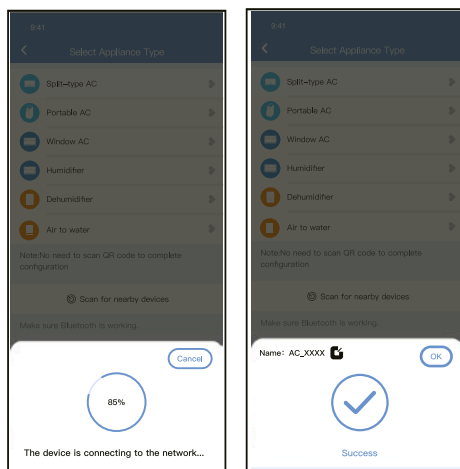 9:41
Select Appliance Type
Split-type AC
Portable AC
Window AC
Humidifier
Dehumidifier
Air to water
Note:No need to scan QR code to complete
configuration
Scan for nearby devices
Make sure Bluetooth is working.
Cancel
85%
The device is connecting to the network...
9:41
Select Appliance Type
Split-type AC
Portable AC
Window AC
Humidifier
Dehumidifier
Air to water
Note:No need to scan QR code to complete
configuration
Scan for nearby devices
Make sure Bluetooth is working.
Name: AC_XXXX
OK
Success